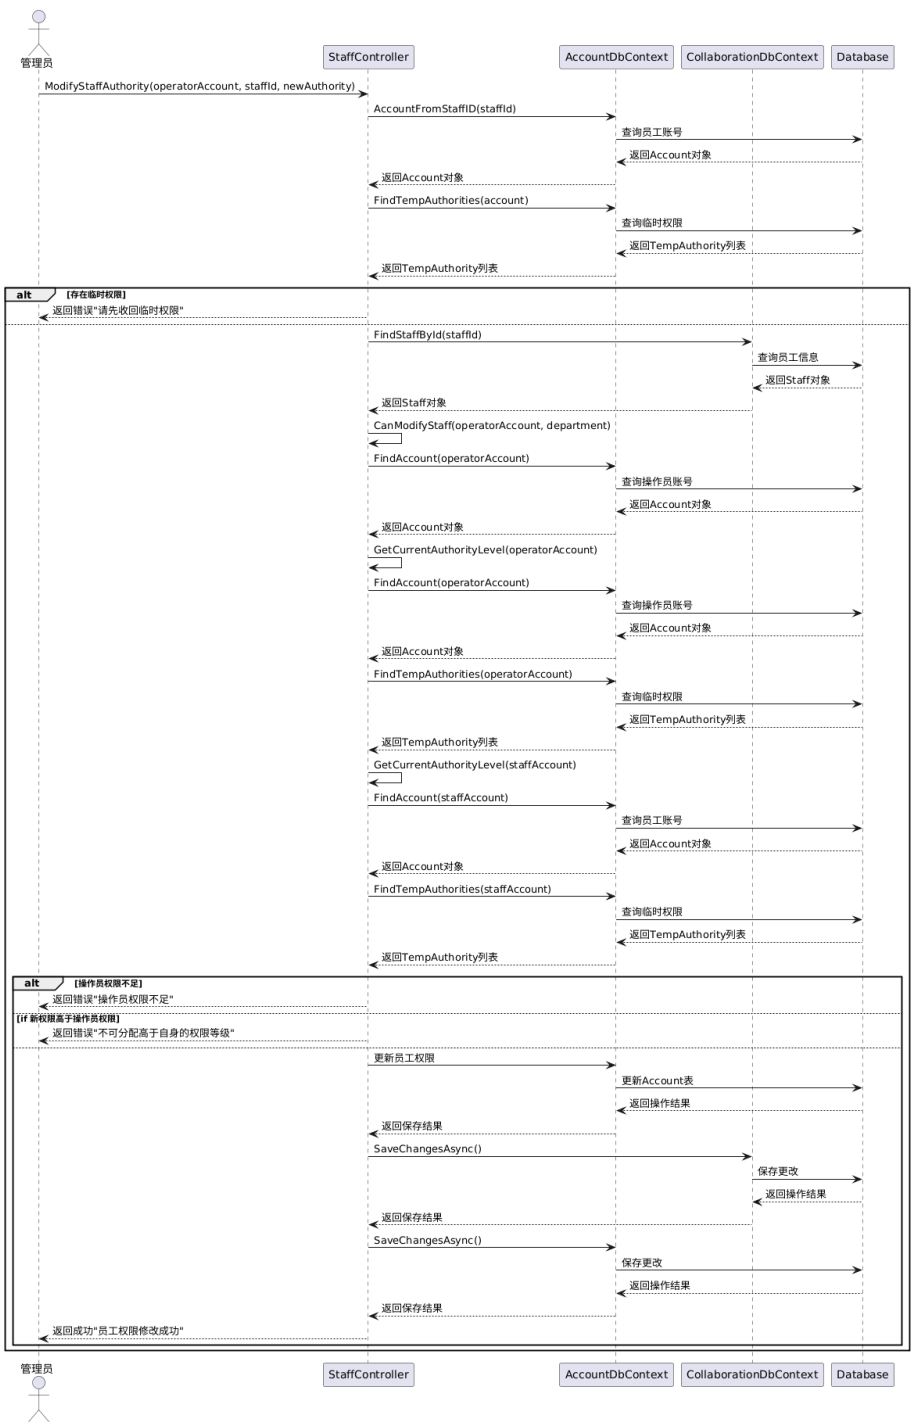 管理员
StaffController
AccountDbContext
CollaborationDbContext
Database
ModifyStaffAuthority(operatorAccount, staffId, newAuthority)
AccountFromStaffID(staffId)
查询员工账号
返回Account对象
返回Account对象
FindTempAuthorities(account)
查询临时权限
返回TempAuthority列表
返回TempAuthority列表
alt
[存在临时权限]
返回错误"请先收回临时权限"
FindStaffById(staffId)
查询员工信息
返回Staff对象
返回Staff对象
CanModifyStaff(operatorAccount, department)
FindAccount(operatorAccount)
查询操作员账号
返回Account对象
返回Account对象
GetCurrentAuthorityLevel(operatorAccount)
FindAccount(operatorAccount)
查询操作员账号
返回Account对象
返回Account对象
FindTempAuthorities(operatorAccount)
查询临时权限
返回TempAuthority列表
返回TempAuthority列表
GetCurrentAuthorityLevel(staffAccount)
FindAccount(staffAccount)
查询员工账号
返回Account对象
返回Account对象
FindTempAuthorities(staffAccount)
查询临时权限
返回TempAuthority列表
返回TempAuthority列表
alt
[操作员权限不足]
返回错误"操作员权限不足"
[if 新权限高于操作员权限]
返回错误"不可分配高于自身的权限等级"
更新员工权限
更新Account表
返回操作结果
返回保存结果
SaveChangesAsync()
保存更改
返回操作结果
返回保存结果
SaveChangesAsync()
保存更改
返回操作结果
返回保存结果
返回成功"员工权限修改成功"
管理员
StaffController
AccountDbContext
CollaborationDbContext
Database